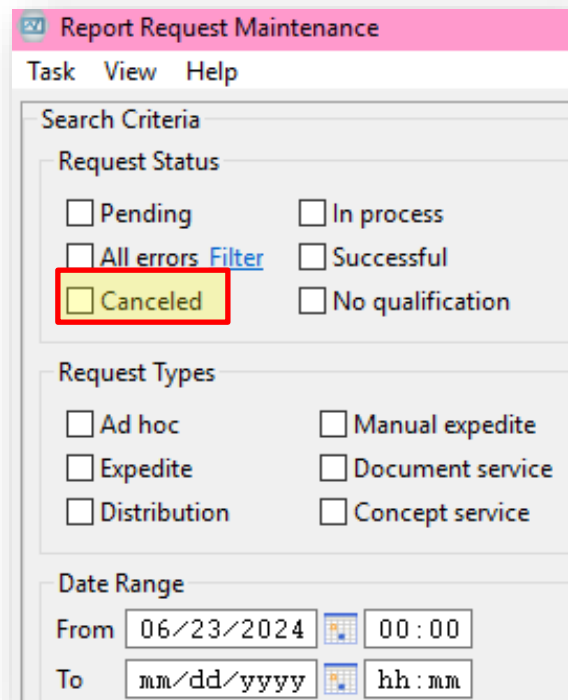 Report Request Maintenance
Task View Help
Search Criteria
Request Status
Pending In process
All errors Filter Successful
Canceled No qualification
Request Types
Ad hoc Manual expedite
Expedite Document service
Distribution Concept service
Date Range
From 06/23/2024 00:00
To mm/dd/yyyy hh:mm